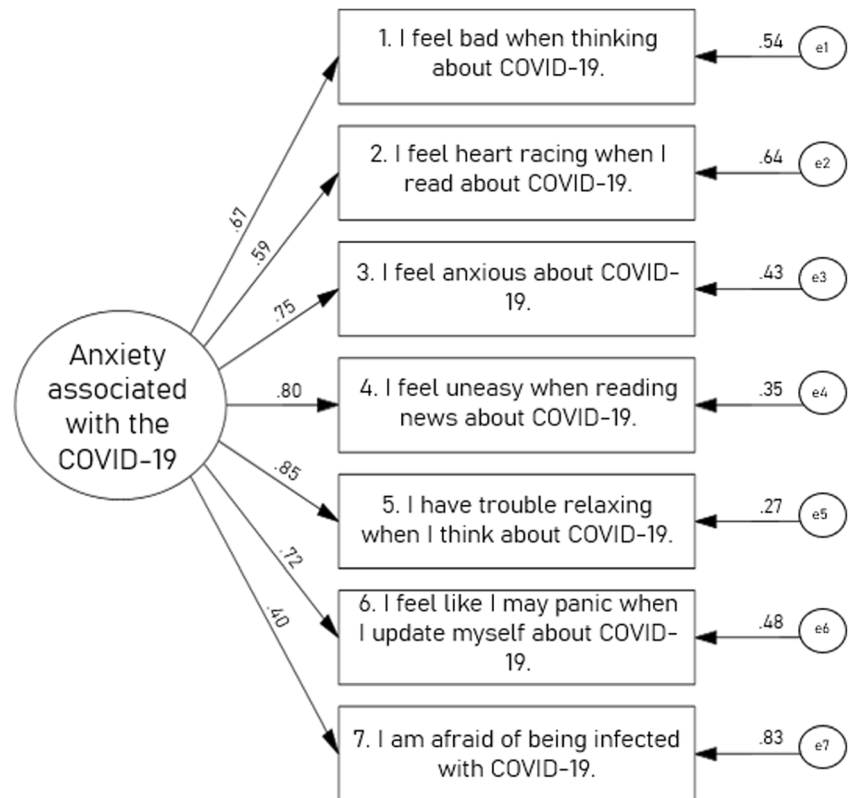 1. I feel bad when thinking
about COVID-19.
.54
e1
2. I feel heart racing when I
read about COVID-19.
.64
e2
.67
.59
3. I feel anxious about COVID-
19.
.43
e3
.75
Anxiety
associated
with the
COVID-19
.80
4. I feel uneasy when reading
news about COVID-19.
.35
e4
.85
5. I have trouble relaxing
when I think about COVID-19.
.27
e5
.72
6. I feel like I may panic when
I update myself about COVID-
19.
.48
e6
.40
7. I am afraid of being infected
with COVID-19.
.83
e7